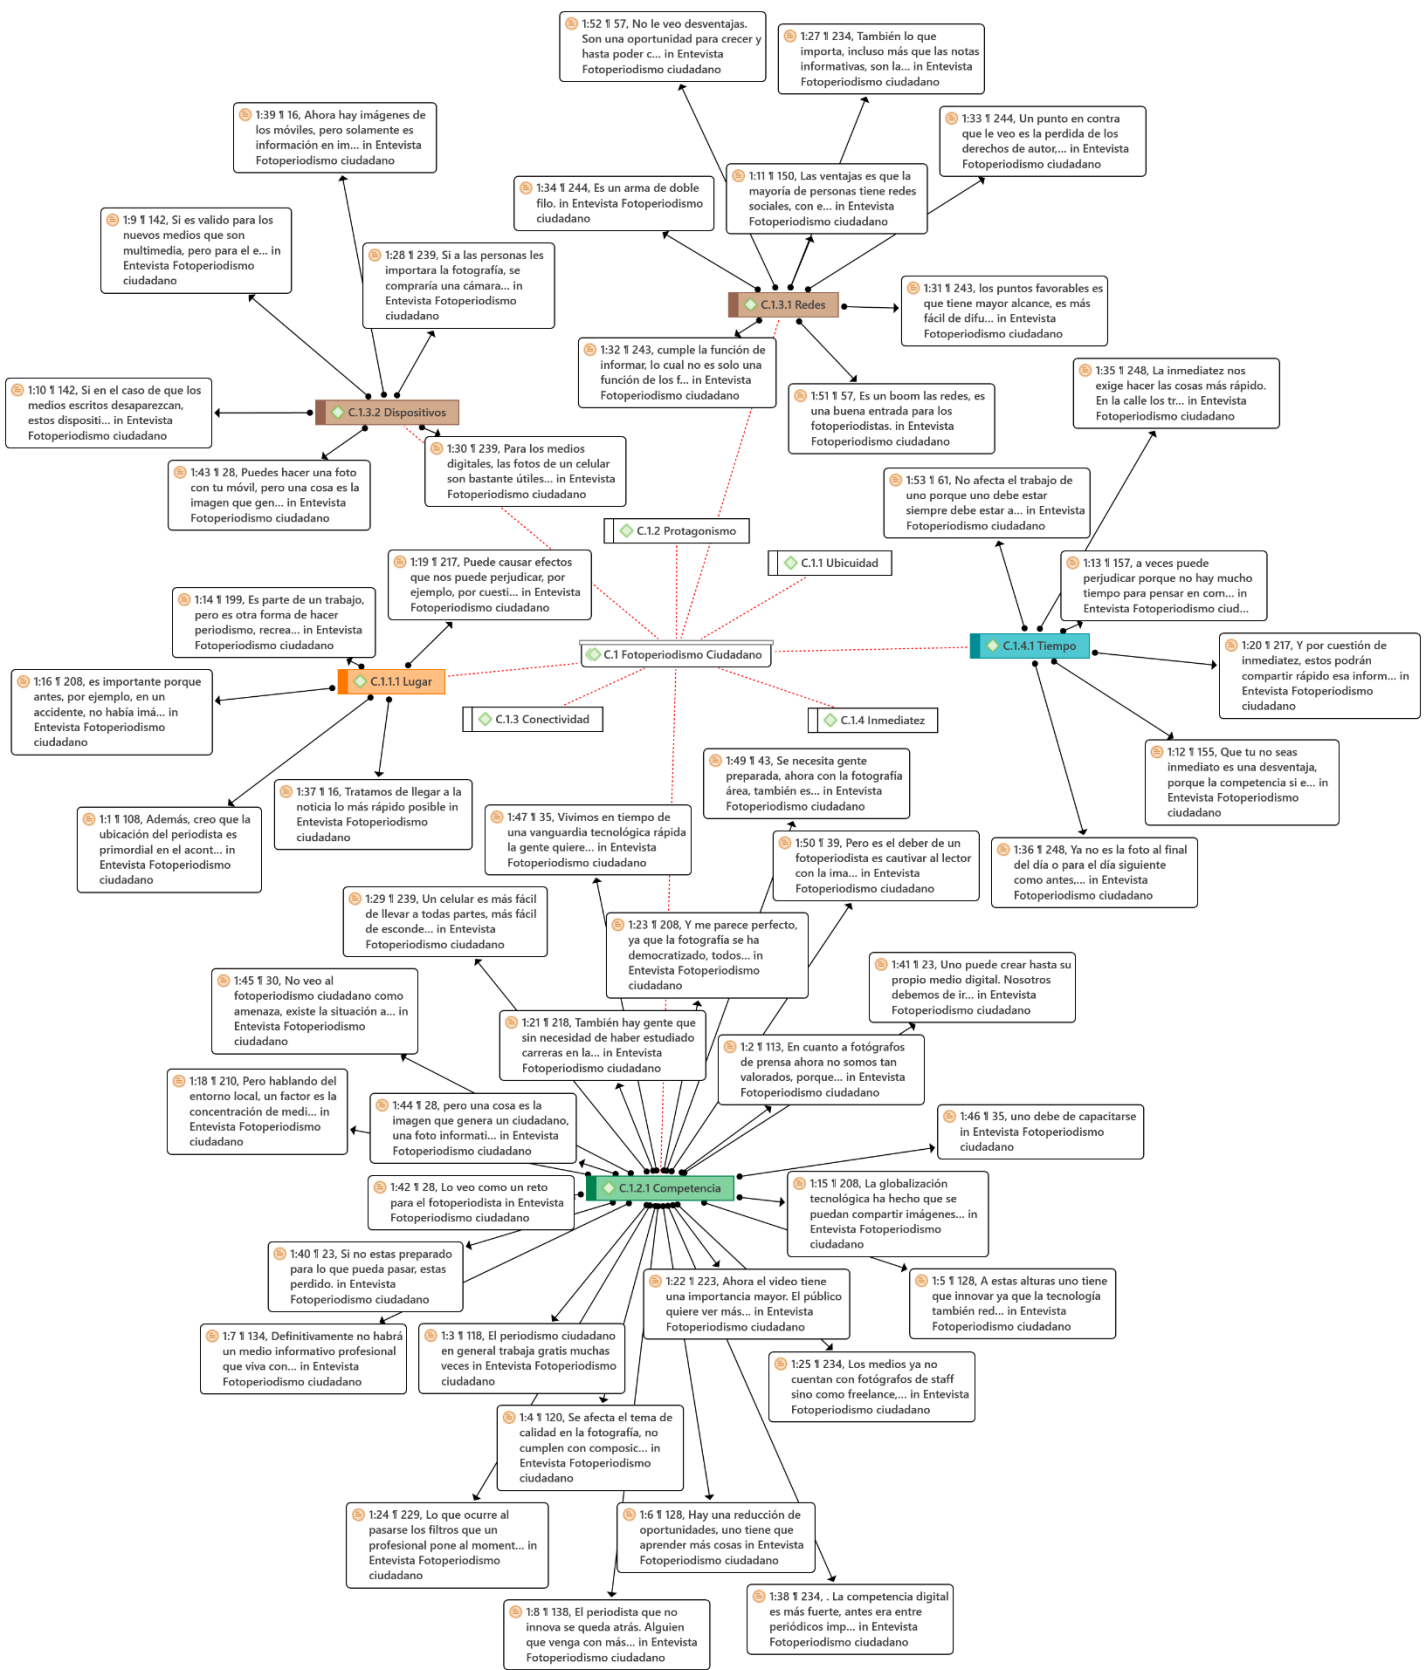 1:52 ¶ 57, No le veo desventajas.
Son una oportunidad para crecer y
hasta poder c... in Entevista
Fotoperiodismo ciudadano
1:27 ¶ 234, También lo que
importa, incluso más que las notas
informativas, son la... in Entevista
Fotoperiodismo ciudadano
1:39 ¶ 16, Ahora hay imágenes de
los móviles, pero solamente es
información en im... in Entevista
Fotoperiodismo ciudadano
1:33 ¶ 244, Un punto en contra
que le veo es la perdida de los
derechos de autor,... in Entevista
Fotoperiodismo ciudadano
1:34 ¶ 244, Es un arma de doble
filo. in Entevista Fotoperiodismo
ciudadano
1:11 ¶ 150, Las ventajas es que la
mayoría de personas tiene redes
sociales, con e... in Entevista
Fotoperiodismo ciudadano
1:9 ¶ 142, Si es valido para los
nuevos medios que son
multimedia, pero para el e... in
Entevista Fotoperiodismo
ciudadano
1:28 ¶ 239, Si a las personas les
importara la fotografía, se
compraría una cámara... in
Entevista Fotoperiodismo
ciudadano
C.1.3.1 Redes
1:31 ¶ 243, los puntos favorables es
que tiene mayor alcance, es más
fácil de difu... in Entevista
Fotoperiodismo ciudadano
1:32 ¶ 243, cumple la función de
informar, lo cual no es solo una
función de los f... in Entevista
Fotoperiodismo ciudadano
1:35 ¶ 248, La inmediatez nos
exige hacer las cosas más rápido.
En la calle los tr... in Entevista
Fotoperiodismo ciudadano
1:10 ¶ 142, Si en el caso de que los
medios escritos desaparezcan,
estos dispositi... in Entevista
Fotoperiodismo ciudadano
C.1.3.2 Dispositivos
1:51 ¶ 57, Es un boom las redes, es
una buena entrada para los
fotoperiodistas. in Entevista
Fotoperiodismo ciudadano
1:30 ¶ 239, Para los medios
digitales, las fotos de un celular
son bastante útiles... in Entevista
Fotoperiodismo ciudadano
1:43 ¶ 28, Puedes hacer una foto
con tu móvil, pero una cosa es la
imagen que gen... in Entevista
Fotoperiodismo ciudadano
1:53 ¶ 61, No afecta el trabajo de
uno porque uno debe estar
siempre debe estar a... in Entevista
Fotoperiodismo ciudadano
C.1.2 Protagonismo
C.1.1 Ubicuidad
1:19 ¶ 217, Puede causar efectos
que nos puede perjudicar, por
ejemplo, por cuesti... in Entevista
Fotoperiodismo ciudadano
1:13 ¶ 157, a veces puede
perjudicar porque no hay mucho
tiempo para pensar en com... in
Entevista Fotoperiodismo ciud...
1:14 ¶ 199, Es parte de un trabajo,
pero es otra forma de hacer
periodismo, recrea... in Entevista
Fotoperiodismo ciudadano
C.1 Fotoperiodismo Ciudadano
C.1.4.1 Tiempo
1:20 ¶ 217, Y por cuestión de
inmediatez, estos podrán
compartir rápido esa inform... in
Entevista Fotoperiodismo
ciudadano
1:16 ¶ 208, es importante porque
antes, por ejemplo, en un
accidente, no había imá... in
Entevista Fotoperiodismo
ciudadano
C.1.1.1 Lugar
C.1.3 Conectividad
C.1.4 Inmediatez
1:12 ¶ 155, Que tu no seas
inmediato es una desventaja,
porque la competencia si e... in
Entevista Fotoperiodismo
ciudadano
1:49 ¶ 43, Se necesita gente
preparada, ahora con la fotografía
área, también es... in Entevista
Fotoperiodismo ciudadano
1:37 ¶ 16, Tratamos de llegar a la
noticia lo más rápido posible in
Entevista Fotoperiodismo
ciudadano
1:1 ¶ 108, Además, creo que la
ubicación del periodista es
primordial en el acont... in
Entevista Fotoperiodismo
ciudadano
1:47 ¶ 35, Vivimos en tiempo de
una vanguardia tecnológica rápida
la gente quiere... in Entevista
Fotoperiodismo ciudadano
1:50 ¶ 39, Pero es el deber de un
fotoperiodista es cautivar al lector
con la ima... in Entevista
Fotoperiodismo ciudadano
1:36 ¶ 248, Ya no es la foto al final
del día o para el día siguiente
como antes,... in Entevista
Fotoperiodismo ciudadano
1:29 ¶ 239, Un celular es más fácil
de llevar a todas partes, más fácil
de esconde... in Entevista
Fotoperiodismo ciudadano
1:23 ¶ 208, Y me parece perfecto,
ya que la fotografía se ha
democratizado, todos... in
Entevista Fotoperiodismo
ciudadano
1:41 ¶ 23, Uno puede crear hasta su
propio medio digital. Nosotros
debemos de ir... in Entevista
Fotoperiodismo ciudadano
1:45 ¶ 30, No veo al
fotoperiodismo ciudadano como
amenaza, existe la situación a... in
Entevista Fotoperiodismo
ciudadano
1:21 ¶ 218, También hay gente que
sin necesidad de haber estudiado
carreras en la... in Entevista
Fotoperiodismo ciudadano
1:2 ¶ 113, En cuanto a fotógrafos
de prensa ahora no somos tan
valorados, porque... in Entevista
Fotoperiodismo ciudadano
1:18 ¶ 210, Pero hablando del
entorno local, un factor es la
concentración de medi... in
Entevista Fotoperiodismo
ciudadano
1:44 ¶ 28, pero una cosa es la
imagen que genera un ciudadano,
una foto informati... in Entevista
Fotoperiodismo ciudadano
1:46 ¶ 35, uno debe de capacitarse
in Entevista Fotoperiodismo
ciudadano
1:42 ¶ 28, Lo veo como un reto
para el fotoperiodista in Entevista
Fotoperiodismo ciudadano
C.1.2.1 Competencia
1:15 ¶ 208, La globalización
tecnológica ha hecho que se
puedan compartir imágenes... in
Entevista Fotoperiodismo
ciudadano
1:40 ¶ 23, Si no estas preparado
para lo que pueda pasar, estas
perdido. in Entevista
Fotoperiodismo ciudadano
1:22 ¶ 223, Ahora el video tiene
una importancia mayor. El público
quiere ver más... in Entevista
Fotoperiodismo ciudadano
1:5 ¶ 128, A estas alturas uno tiene
que innovar ya que la tecnología
también red... in Entevista
Fotoperiodismo ciudadano
1:7 ¶ 134, Definitivamente no habrá
un medio informativo profesional
que viva con... in Entevista
Fotoperiodismo ciudadano
1:3 ¶ 118, El periodismo ciudadano
en general trabaja gratis muchas
veces in Entevista Fotoperiodismo
ciudadano
1:25 ¶ 234, Los medios ya no
cuentan con fotógrafos de staff
sino como freelance,... in Entevista
Fotoperiodismo ciudadano
1:4 ¶ 120, Se afecta el tema de
calidad en la fotografía, no
cumplen con composic... in
Entevista Fotoperiodismo
ciudadano
1:24 ¶ 229, Lo que ocurre al
pasarse los filtros que un
profesional pone al moment... in
Entevista Fotoperiodismo
ciudadano
1:6 ¶ 128, Hay una reducción de
oportunidades, uno tiene que
aprender más cosas in Entevista
Fotoperiodismo ciudadano
1:38 ¶ 234, . La competencia digital
es más fuerte, antes era entre
periódicos imp... in Entevista
Fotoperiodismo ciudadano
1:8 ¶ 138, El periodista que no
innova se queda atrás. Alguien
que venga con más... in Entevista
Fotoperiodismo ciudadano